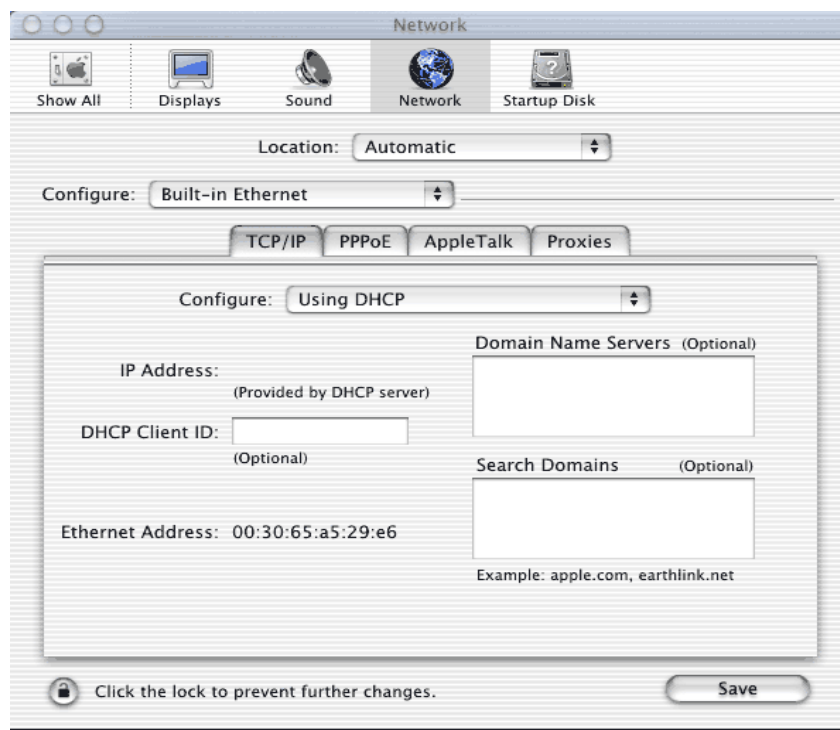 Network
Show All Displays Sound Network Startup Disk
Location: Automatic
Configure: Built-in Ethernet
TCP/IP PPPoE AppleTalk Proxies
Configure: Using DHCP
Domain Name Servers (Optional)
IP Address:
(Provided by DHCP server)
DHCP Client ID:
(Optional)
Search Domains (Optional)
Ethernet Address: 00:30:65:a5:29:e6
Example: apple.com, earthlink.net
Click the lock to prevent further changes.
Save